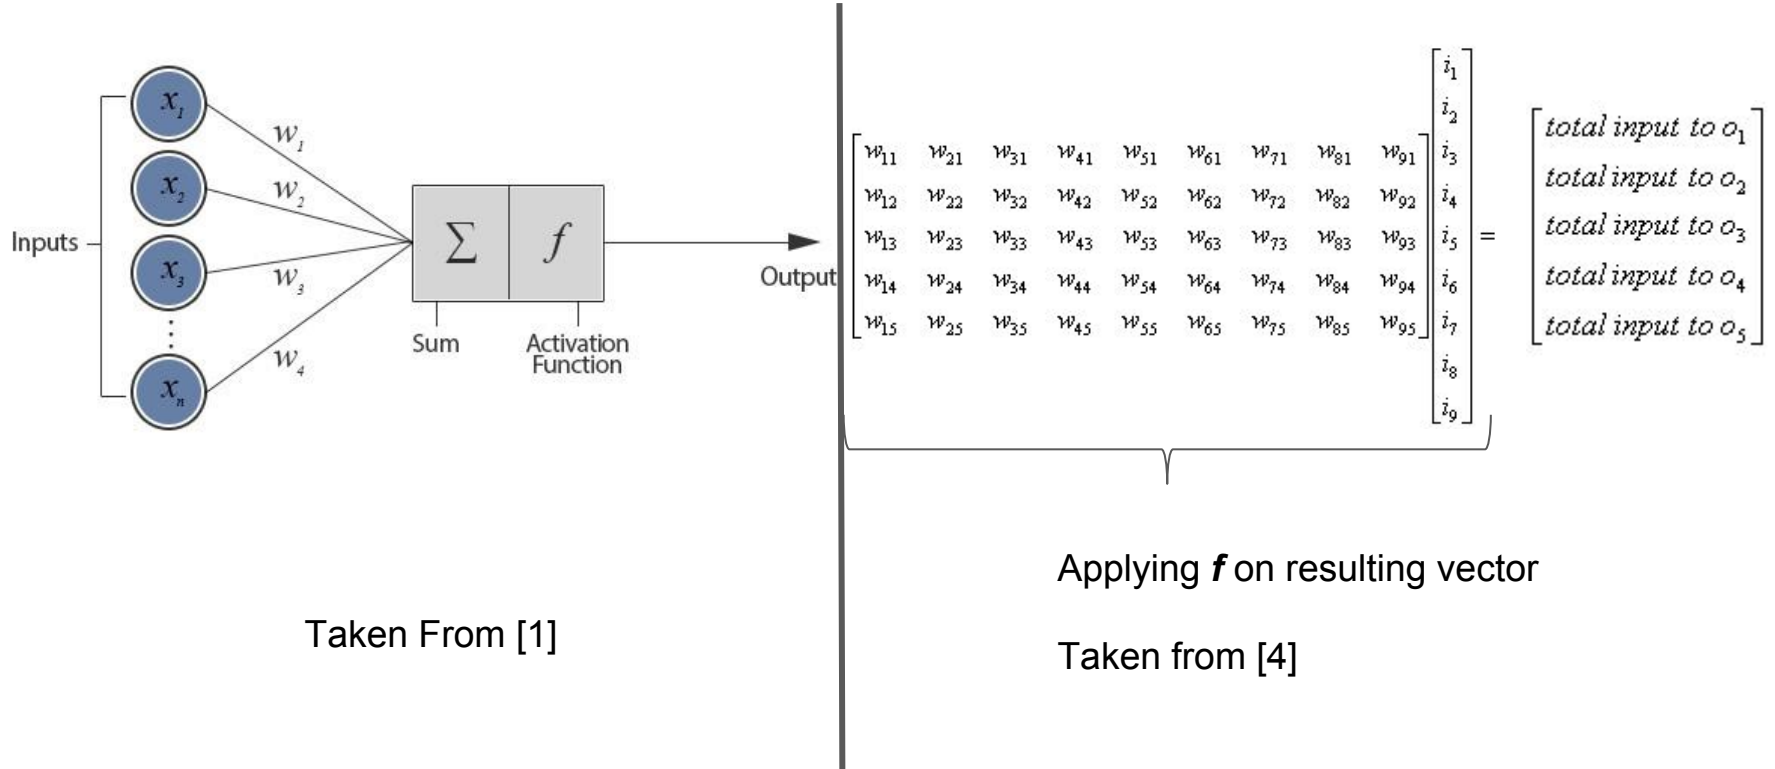 x₁
w₁
x₂
w₂
Inputs
x₃
w₃
∑ f
Output
Sum
Activation
Function
w₄
xₙ
w₁₁ w₂₁ w₃₁ w₄₁ w₅₁ w₆₁ w₇₁ w₈₁ w₉₁
w₁₂ w₂₂ w₃₂ w₄₂ w₅₂ w₆₂ w₇₂ w₈₂ w₉₂
w₁₃ w₂₃ w₃₃ w₄₃ w₅₃ w₆₃ w₇₃ w₈₃ w₉₃
w₁₄ w₂₄ w₃₄ w₄₄ w₅₄ w₆₄ w₇₄ w₈₄ w₉₄
w₁₅ w₂₅ w₃₅ w₄₅ w₅₅ w₆₅ w₇₅ w₈₅ w₉₅
i₁
i₂
i₃
i₄
i₅
i₆
i₇
i₈
i₉
=
total input to o₁
total input to o₂
total input to o₃
total input to o₄
total input to o₅
Taken From [1]
Applying f on resulting vector
Taken from [4]